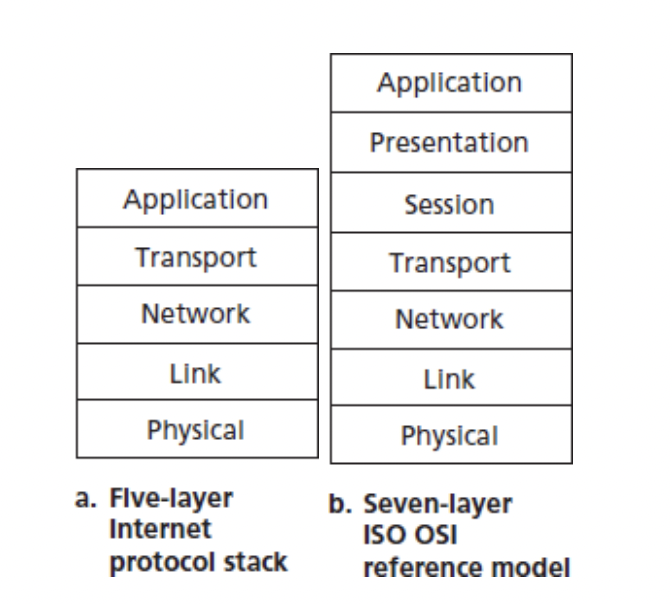 Application
Transport
Network
Link
Physical
a. Five-layer
Internet
protocol stack
Application
Presentation
Session
Transport
Network
Link
Physical
b. Seven-layer
ISO OSI
reference model